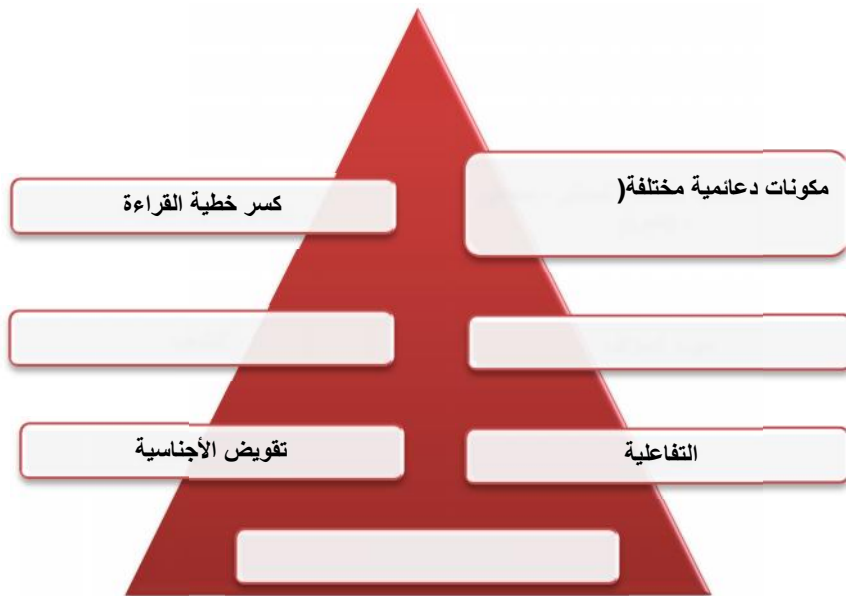 مكونات دعائمية مختلفة(
كسر خطية القراءة
التفاعلية
تقويض الأجناسية